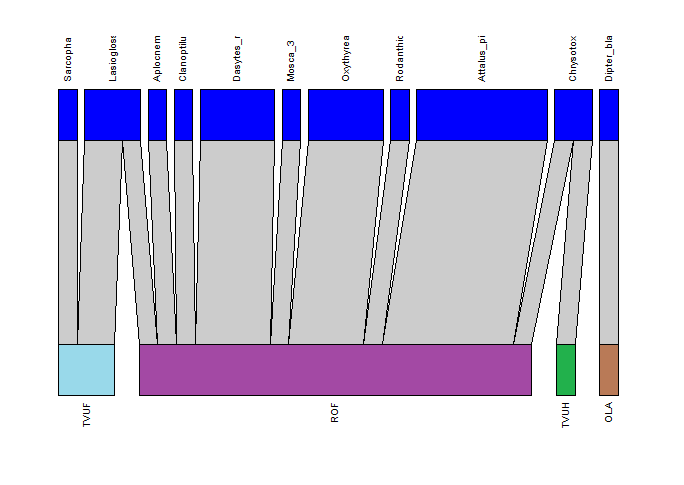 Sarcopha
Lasioglos
Aplocnem
Clanoptilu
Dasytes_r
Mosca_3
Oxythyrea
Rodanthic
Attalus_pi
Chrysotox
Dipter_bla
TVUF
ROF
TVUH
OLA